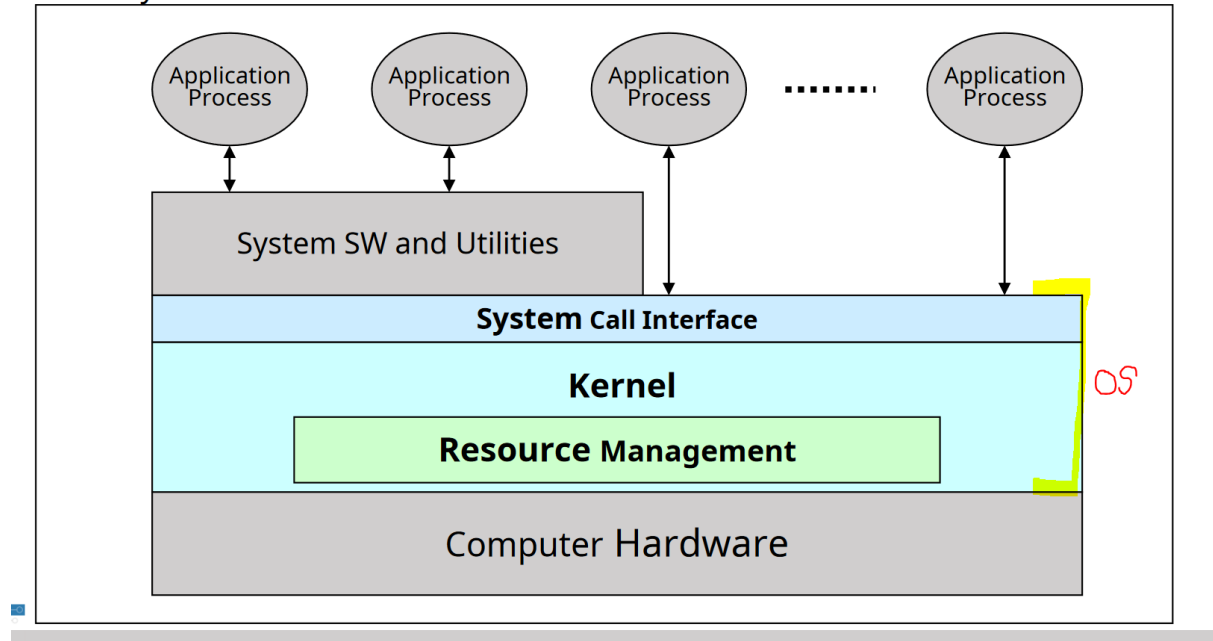 Application Application Application Application
Process Process Process Process
System SW and Utilities
System Call Interface
Kernel
OS
Resource Management
Computer Hardware